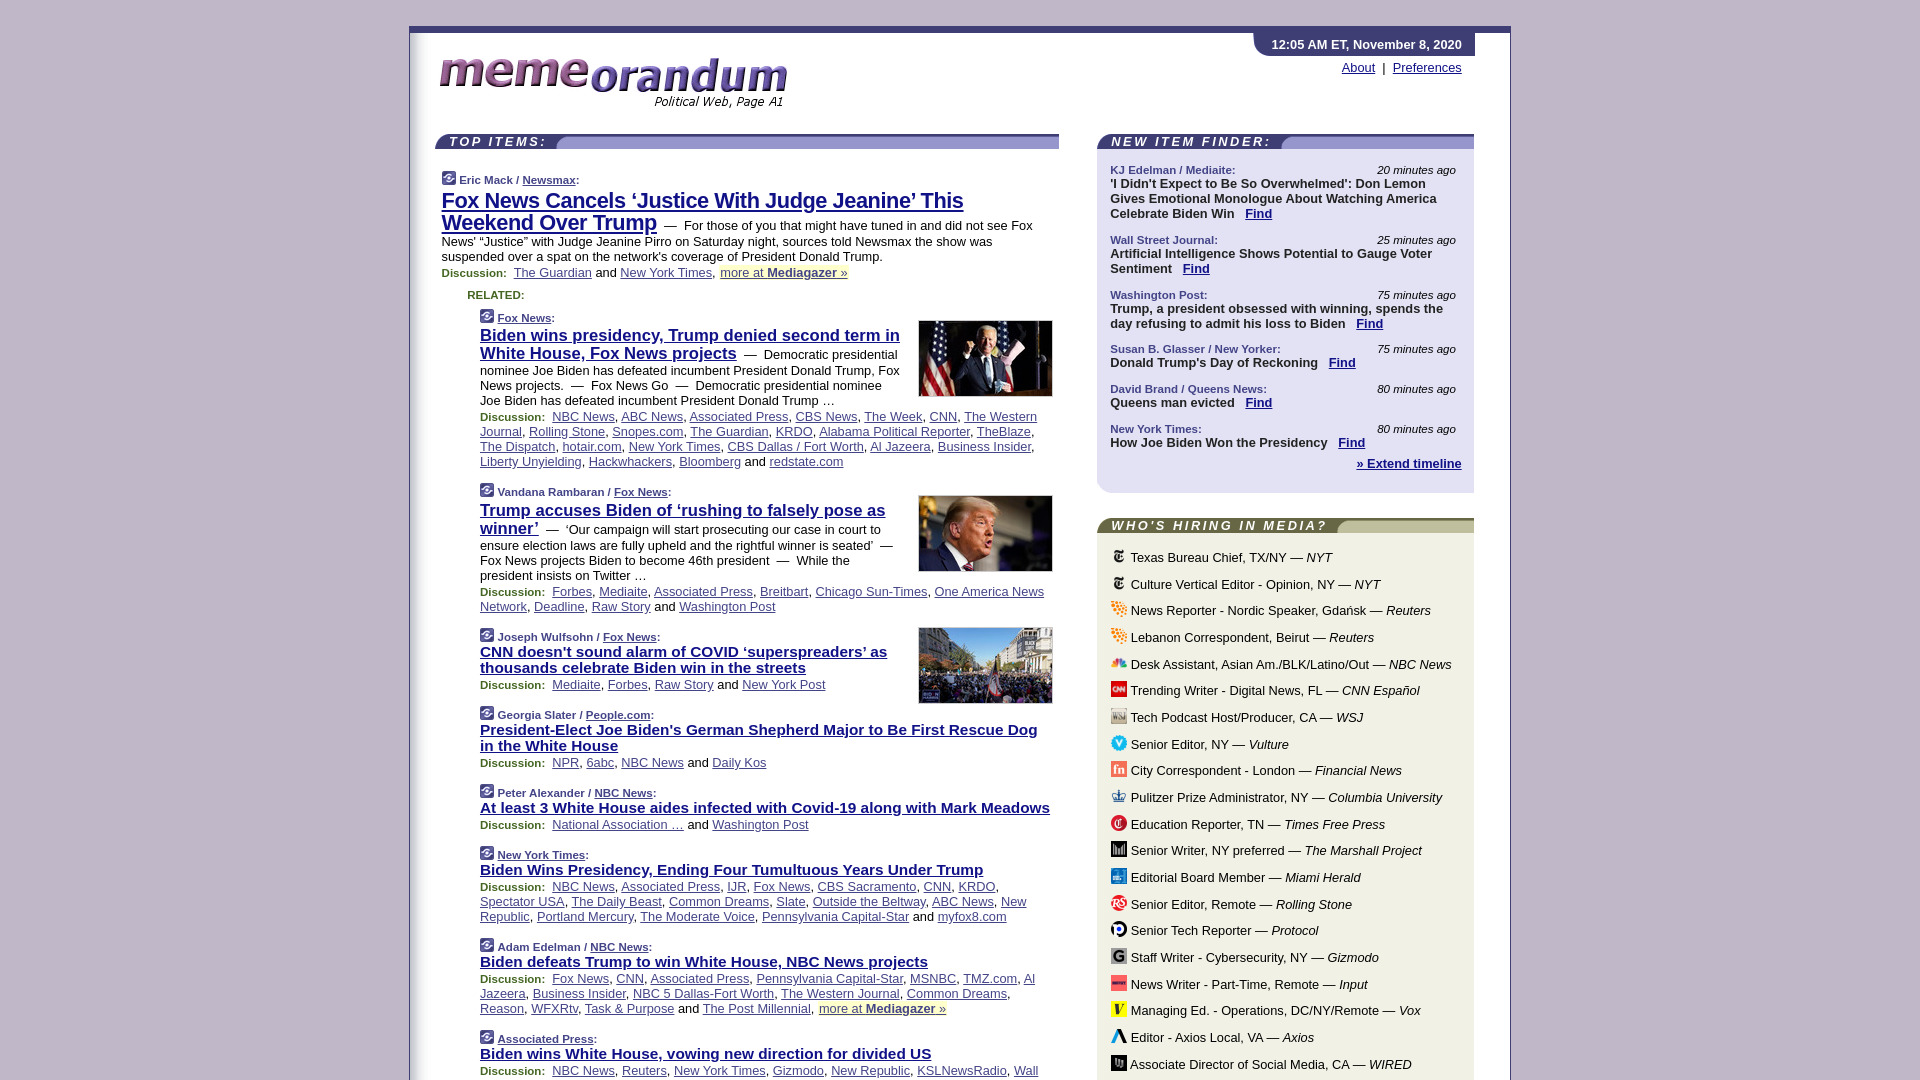 12:05 AM ET, November 8, 2020
memeorandum
Political Web, Page A1
About | Preferences
TOP ITEMS:
Eric Mack / Newsmax:
Fox News Cancels ‘Justice With Judge Jeanine’ This
Weekend Over Trump — For those of you that might have tuned in and did not see Fox
News' “Justice” with Judge Jeanine Pirro on Saturday night, sources told Newsmax the show was
suspended over a spat on the network's coverage of President Donald Trump.
Discussion: The Guardian and New York Times, more at Mediagazer »
RELATED:
Fox News:
Biden wins presidency, Trump denied second term in
White House, Fox News projects — Democratic presidential
nominee Joe Biden has defeated incumbent President Donald Trump, Fox
News projects. — Fox News Go — Democratic presidential nominee
Joe Biden has defeated incumbent President Donald Trump …
Discussion: NBC News, ABC News, Associated Press, CBS News, The Week, CNN, The Western
Journal, Rolling Stone, Snopes.com, The Guardian, KRDO, Alabama Political Reporter, TheBlaze,
The Dispatch, hotair.com, New York Times, CBS Dallas / Fort Worth, Al Jazeera, Business Insider,
Liberty Unyielding, Hackwhackers, Bloomberg and redstate.com
Vandana Rambaran / Fox News:
Trump accuses Biden of ‘rushing to falsely pose as
winner’ — ‘Our campaign will start prosecuting our case in court to
ensure election laws are fully upheld and the rightful winner is seated’ —
Fox News projects Biden to become 46th president — While the
president insists on Twitter …
Discussion: Forbes, Mediaite, Associated Press, Breitbart, Chicago Sun-Times, One America News
Network, Deadline, Raw Story and Washington Post
Joseph Wulfsohn / Fox News:
CNN doesn't sound alarm of COVID ‘superspreaders’ as
thousands celebrate Biden win in the streets
Discussion: Mediaite, Forbes, Raw Story and New York Post
Georgia Slater / People.com:
President-Elect Joe Biden's German Shepherd Major to Be First Rescue Dog
in the White House
Discussion: NPR, 6abc, NBC News and Daily Kos
Peter Alexander / NBC News:
At least 3 White House aides infected with Covid-19 along with Mark Meadows
Discussion: National Association … and Washington Post
New York Times:
Biden Wins Presidency, Ending Four Tumultuous Years Under Trump
Discussion: NBC News, Associated Press, IJR, Fox News, CBS Sacramento, CNN, KRDO,
Spectator USA, The Daily Beast, Common Dreams, Slate, Outside the Beltway, ABC News, New
Republic, Portland Mercury, The Moderate Voice, Pennsylvania Capital-Star and myfox8.com
Adam Edelman / NBC News:
Biden defeats Trump to win White House, NBC News projects
Discussion: Fox News, CNN, Associated Press, Pennsylvania Capital-Star, MSNBC, TMZ.com, Al
Jazeera, Business Insider, NBC 5 Dallas-Fort Worth, The Western Journal, Common Dreams,
Reason, WFXRtv, Task & Purpose and The Post Millennial, more at Mediagazer »
Associated Press:
Biden wins White House, vowing new direction for divided US
Discussion: NBC News, Reuters, New York Times, Gizmodo, New Republic, KSLNewsRadio, Wall
NEW ITEM FINDER:
KJ Edelman / Mediaite: 20 minutes ago
'I Didn't Expect to Be So Overwhelmed': Don Lemon
Gives Emotional Monologue About Watching America
Celebrate Biden Win Find
Wall Street Journal: 25 minutes ago
Artificial Intelligence Shows Potential to Gauge Voter
Sentiment Find
Washington Post: 75 minutes ago
Trump, a president obsessed with winning, spends the
day refusing to admit his loss to Biden Find
Susan B. Glasser / New Yorker: 75 minutes ago
Donald Trump's Day of Reckoning Find
David Brand / Queens News: 80 minutes ago
Queens man evicted Find
New York Times: 80 minutes ago
How Joe Biden Won the Presidency Find
» Extend timeline
WHO'S HIRING IN MEDIA?
Texas Bureau Chief, TX/NY — NYT
Culture Vertical Editor - Opinion, NY — NYT
News Reporter - Nordic Speaker, Gdańsk — Reuters
Lebanon Correspondent, Beirut — Reuters
Desk Assistant, Asian Am./BLK/Latino/Out — NBC News
Trending Writer - Digital News, FL — CNN Español
Tech Podcast Host/Producer, CA — WSJ
Senior Editor, NY — Vulture
City Correspondent - London — Financial News
Pulitzer Prize Administrator, NY — Columbia University
Education Reporter, TN — Times Free Press
Senior Writer, NY preferred — The Marshall Project
Editorial Board Member — Miami Herald
Senior Editor, Remote — Rolling Stone
Senior Tech Reporter — Protocol
Staff Writer - Cybersecurity, NY — Gizmodo
News Writer - Part-Time, Remote — Input
Managing Ed. - Operations, DC/NY/Remote — Vox
Editor - Axios Local, VA — Axios
Associate Director of Social Media, CA — WIRED